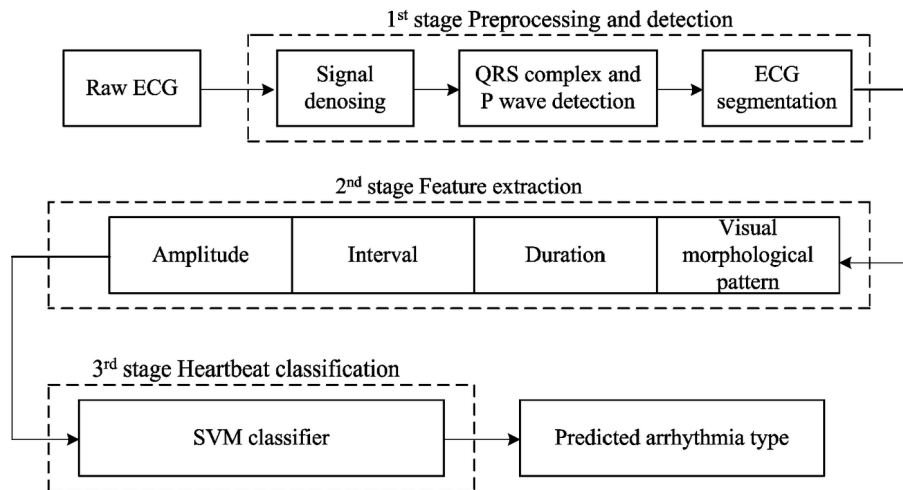 1st stage Preprocessing and detection
Raw ECG
Signal
denosing
QRS complex and
P wave detection
ECG
segmentation
2nd stage Feature extraction
Amplitude
Interval
Duration
Visual
morphological
pattern
3rd stage Heartbeat classification
SVM classifier
Predicted arrhythmia type